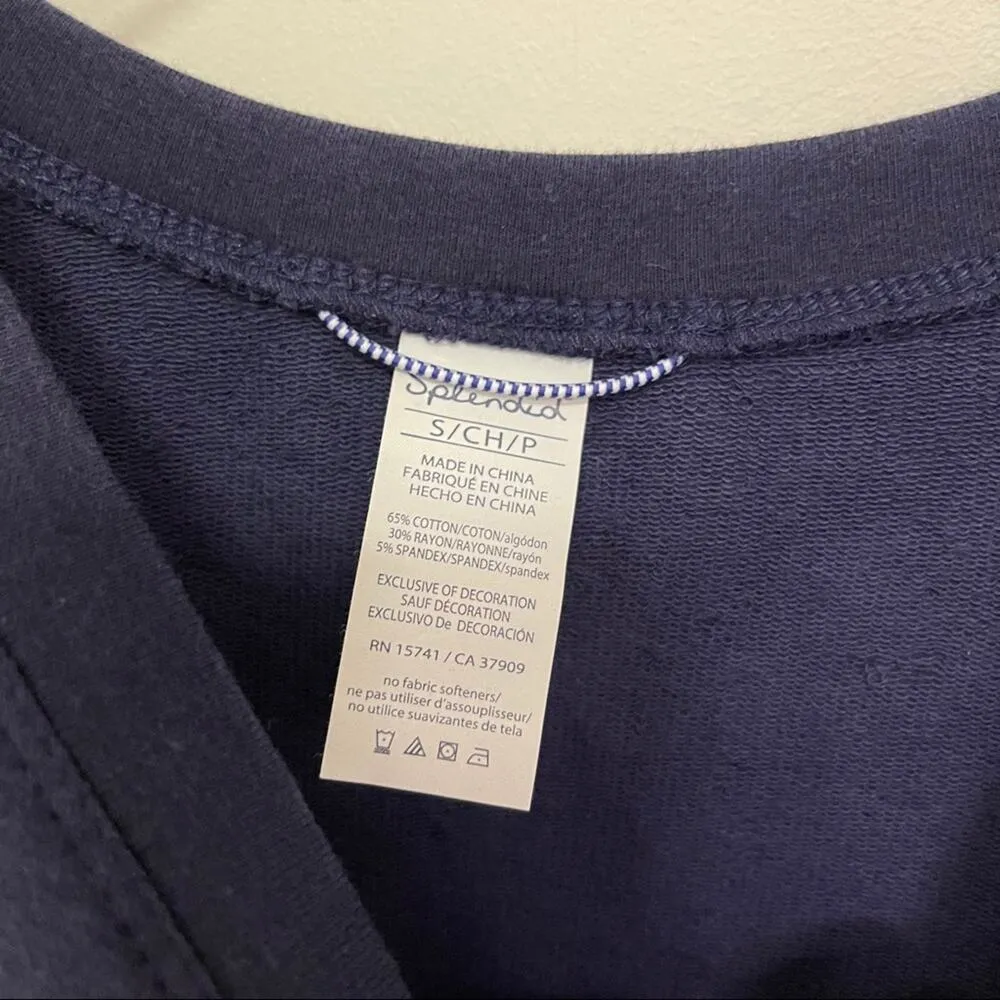 Splendid
S/CH/P
MADE IN CHINA
FABRIQUÉ EN CHINE
HECHO EN CHINA
65% COTTON/COTON/algódon
30% RAYON/RAYONNE/rayón
5% SPANDEX/SPANDEX/spandex
EXCLUSIVE OF DECORATION
SAUF DÉCORATION
EXCLUSIVO De DECORACIÓN
RN 15741 / CA 37909
no fabric softeners/
ne pas utiliser d'assouplisseur/
no utilice suavizantes de tela